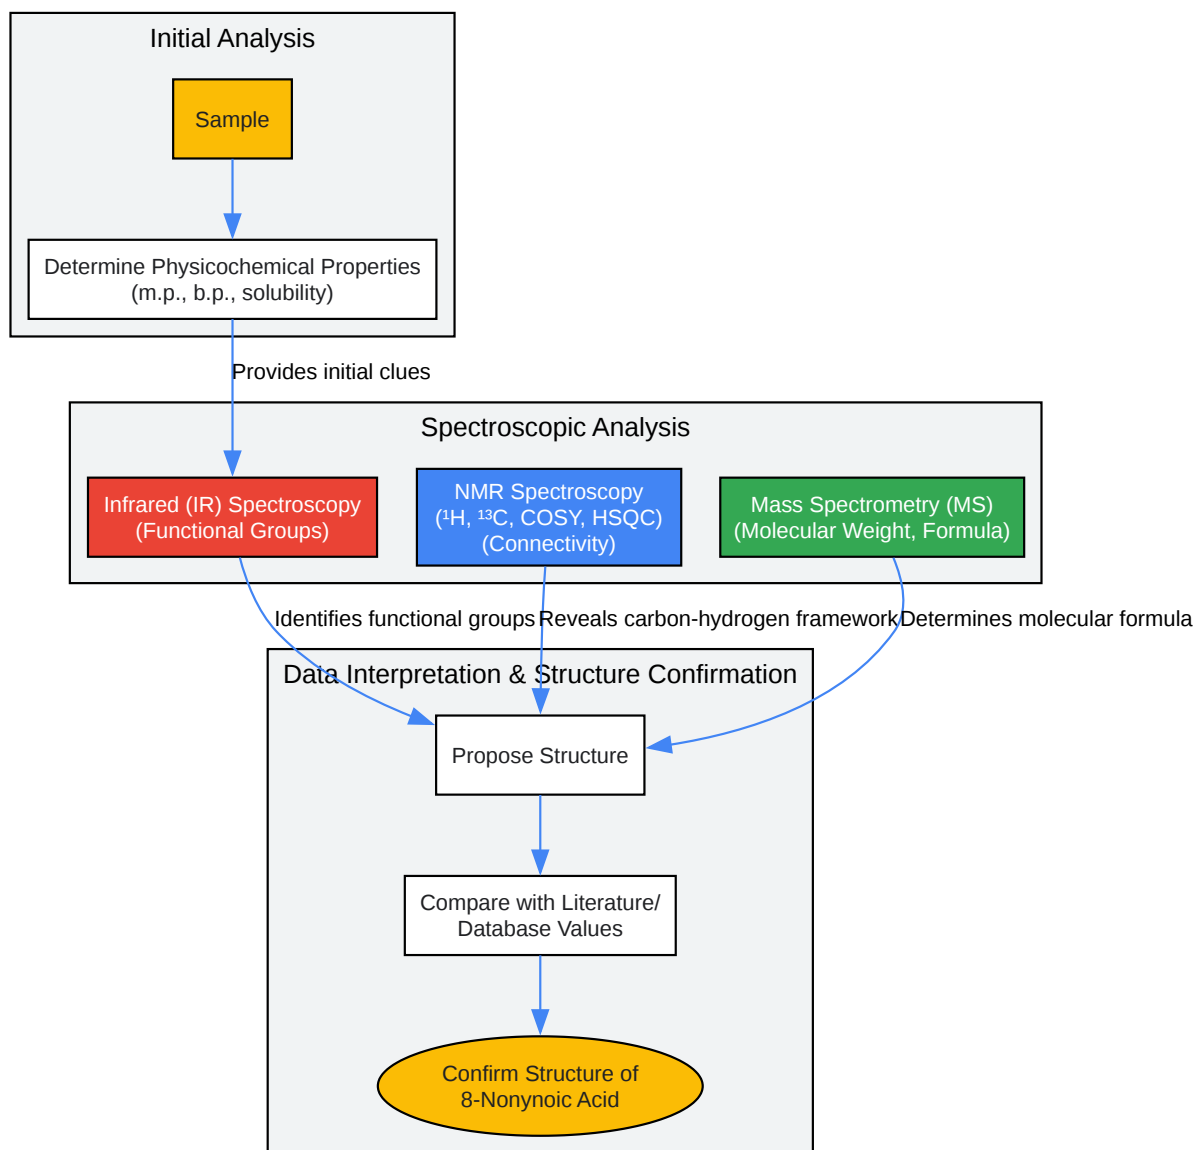 Initial Analysis
Sample
Determine Physicochemical Properties
(m.p., b.p., solubility)
Provides initial clues
Spectroscopic Analysis
Infrared (IR) Spectroscopy
(Functional Groups)
NMR Spectroscopy
(¹H, ¹³C, COSY, HSQC)
(Connectivity)
Mass Spectrometry (MS)
(Molecular Weight, Formula)
Identifies functional groups
Reveals carbon-hydrogen framework
Determines molecular formula
Data Interpretation & Structure Confirmation
Propose Structure
Compare with Literature/
Database Values
Confirm Structure of
8-Nonynoic Acid